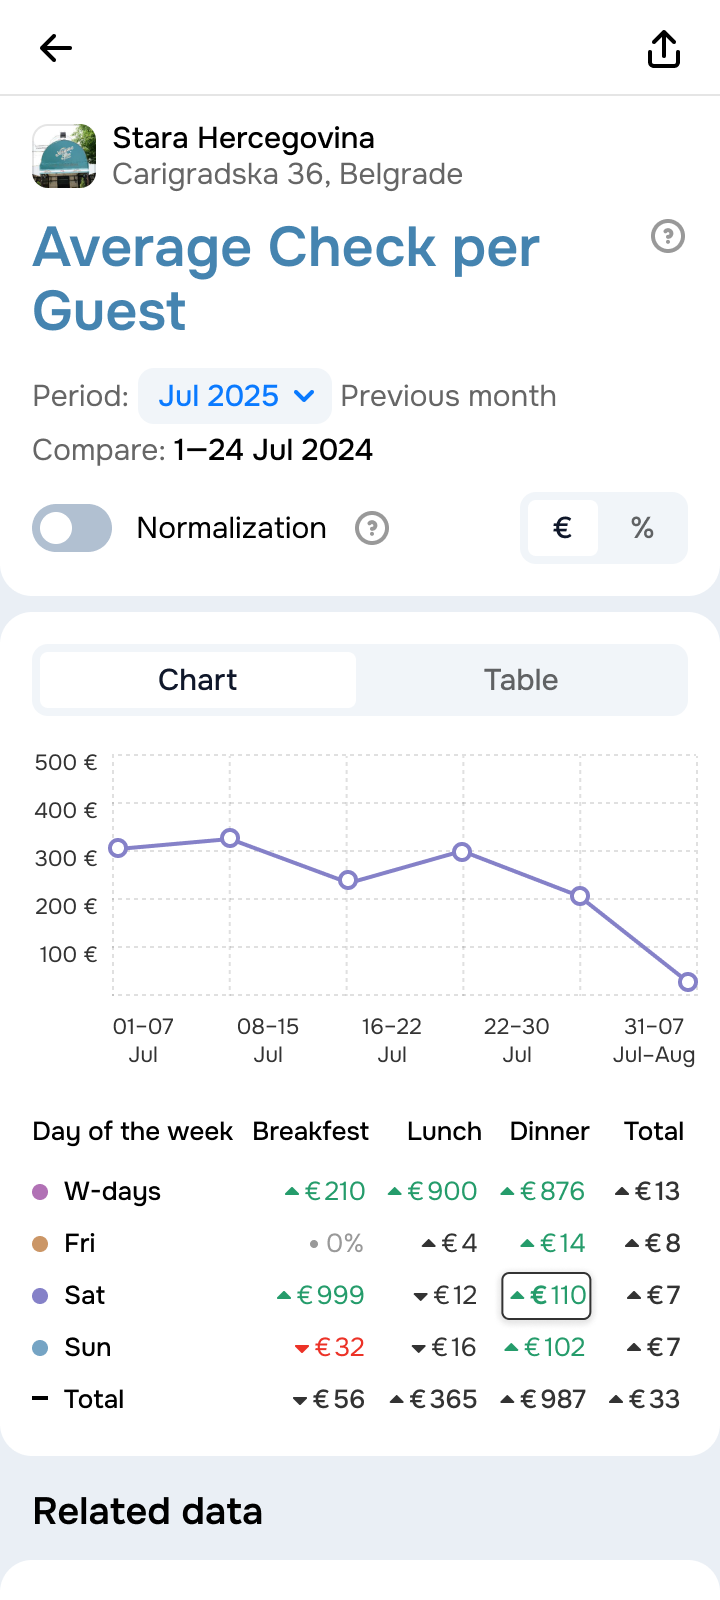 Stara Hercegovina
Carigradska 36, Belgrade
Average Check per
Guest
Period: Jul 2025 Previous month
Compare: 1—24 Jul 2024
Normalization ? € %
Chart Table
500 €
400 €
300 €
200 €
100 €
01–07 08–15 16–22 22–30 31–07
Jul Jul Jul Jul Jul–Aug
Day of the week Breakfest Lunch Dinner Total
W-days ▲€210 ▲€900 ▲€876 ▲€13
Fri •0% ▲€4 ▲€14 ▲€8
Sat ▲€999 ▼€12 ▲€110 ▲€7
Sun ▼€32 ▼€16 ▲€102 ▲€7
Total ▼€56 ▲€365 ▲€987 ▲€33
Related data